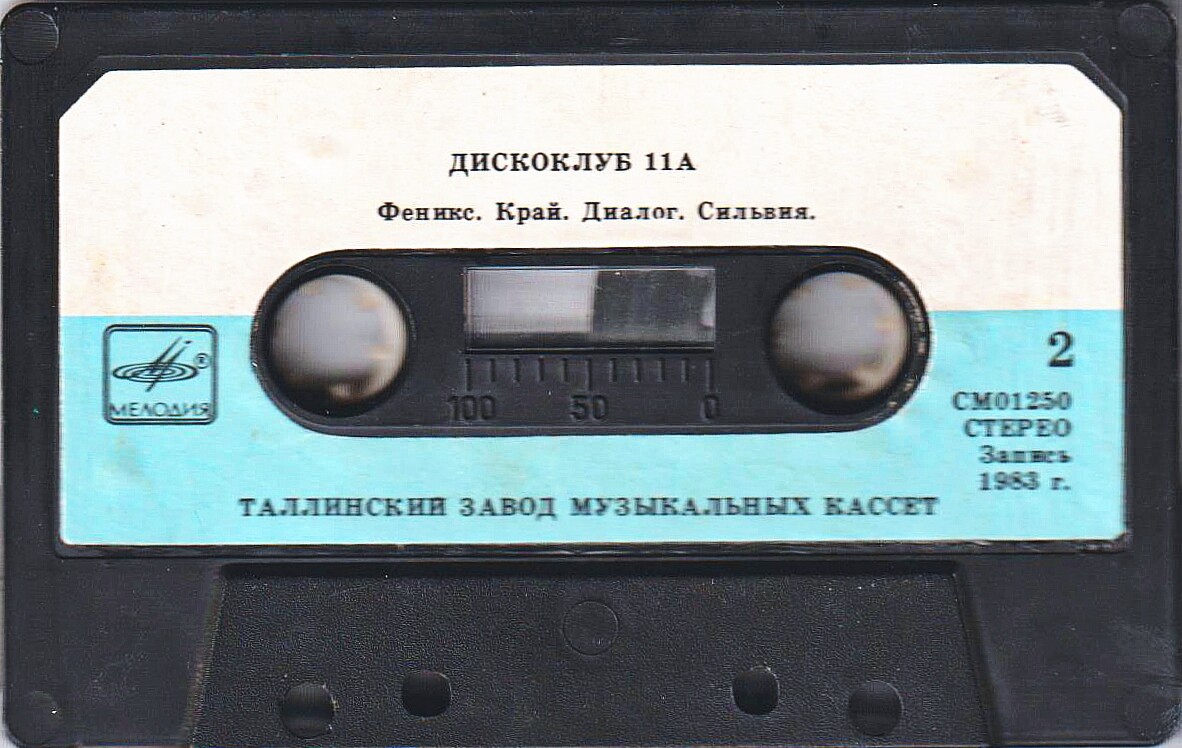 ДИСКОКЛУБ 11А
Феникс. Край. Диалог. Сильвия.
МЕЛОДИЯ ®
100 50 0
2
СМ01250
СТЕРЕО
Запись
1983 г.
ТАЛЛИНСКИЙ ЗАВОД МУЗЫКАЛЬНЫХ КАССЕТ